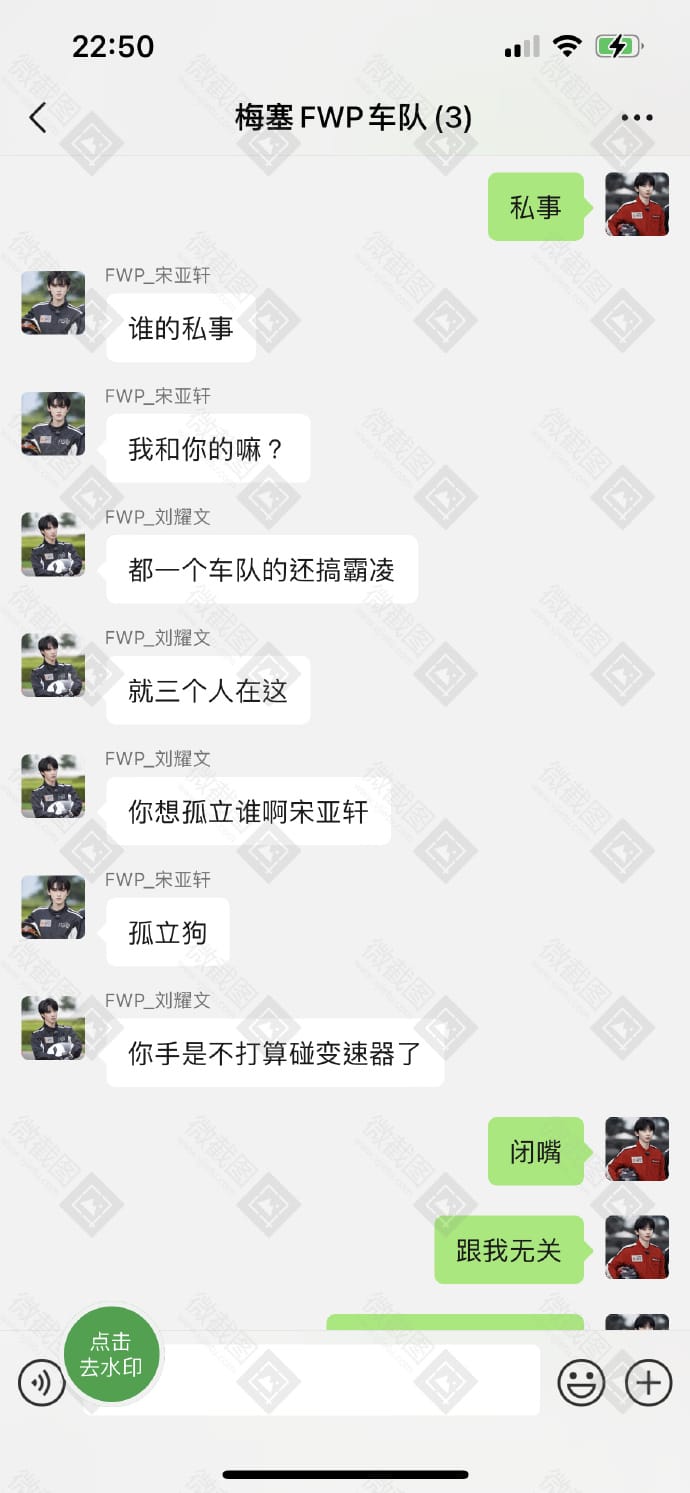 22:50
梅塞FWP车队(3)
私事
FWP_宋亚轩
谁的私事
FWP_宋亚轩
我和你的嘛？
FWP_刘耀文
都一个车队的还搞霸凌
FWP_刘耀文
就三个人在这
FWP_刘耀文
你想孤立谁啊宋亚轩
FWP_宋亚轩
孤立狗
FWP_刘耀文
你手是不打算碰变速器了
闭嘴
跟我无关
点击
去水印
微截图